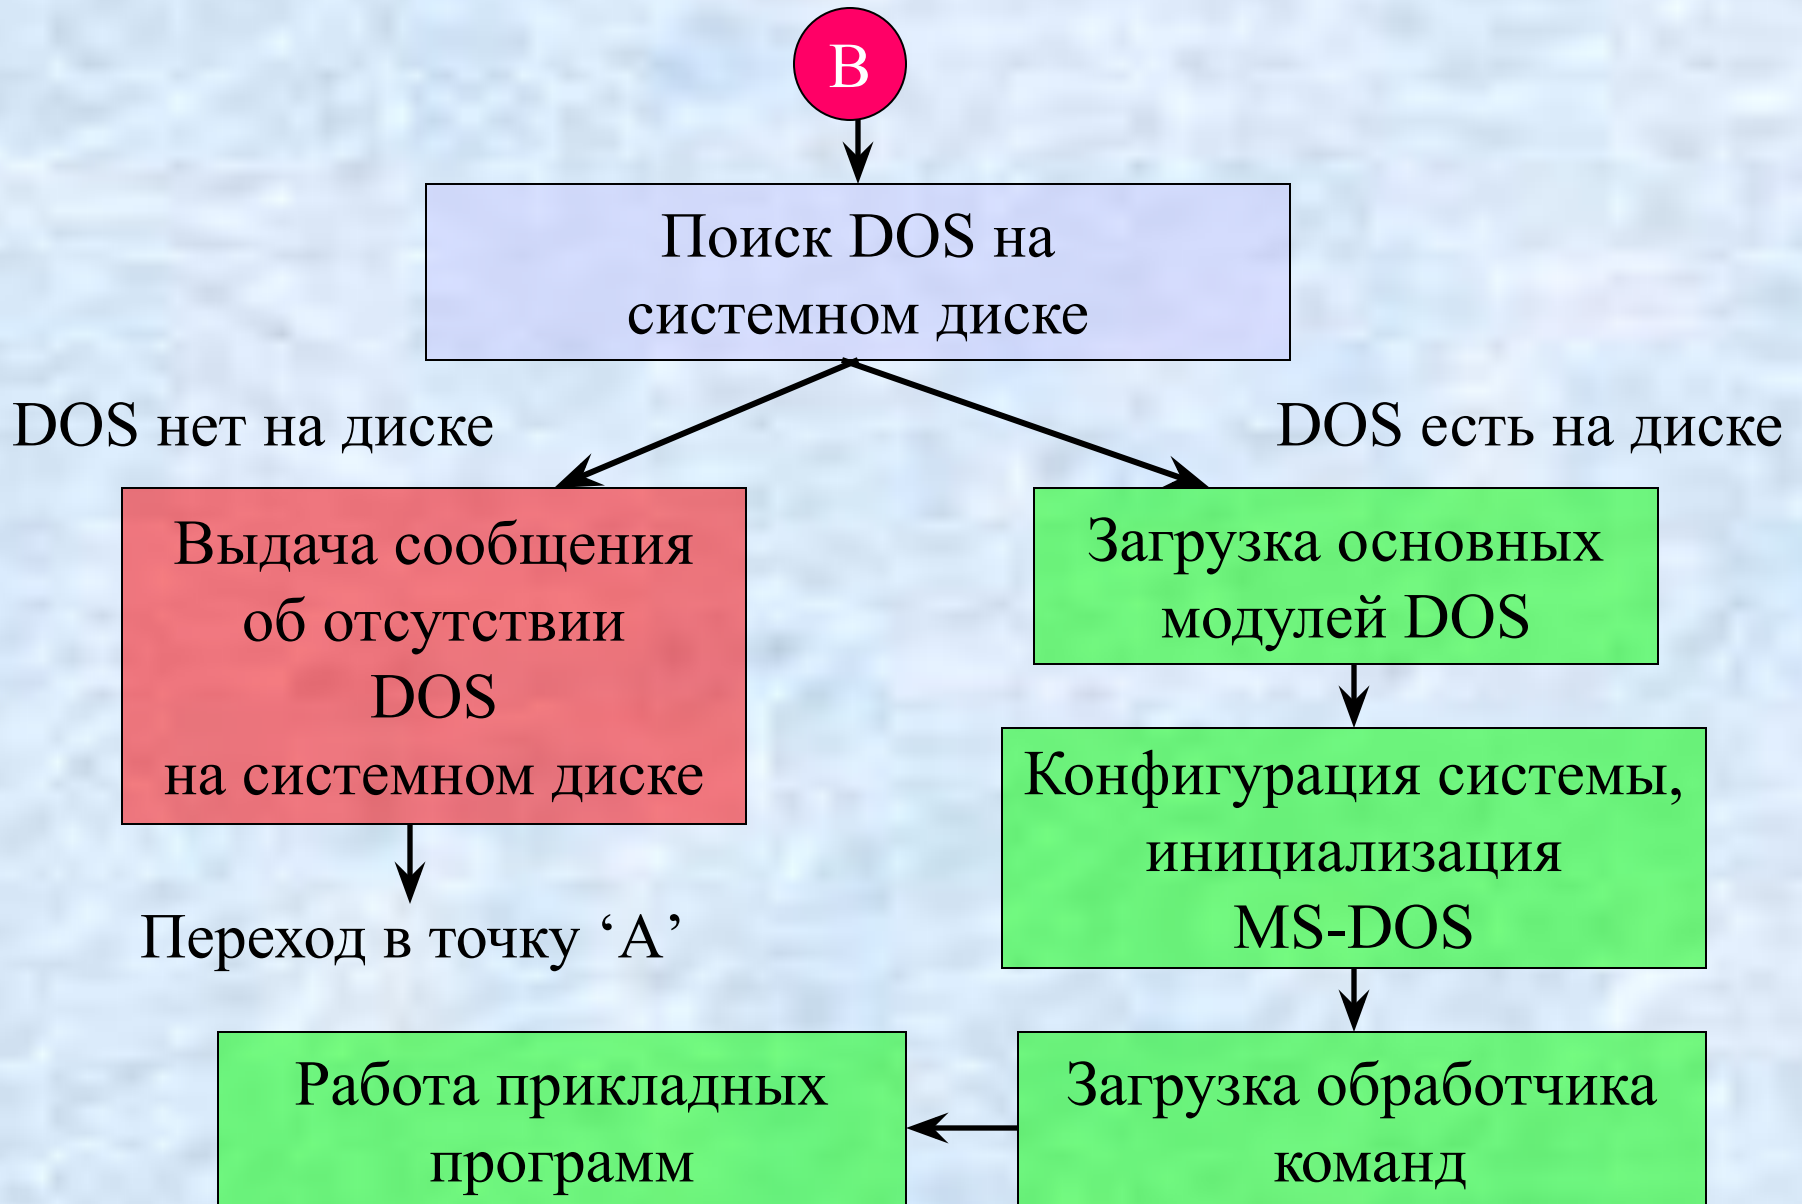 В
Поиск DOS на
системном диске
DOS нет на диске
DOS есть на диске
Выдача сообщения
об отсутствии
DOS
на системном диске
Переход в точку ‘А’
Загрузка основных
модулей DOS
Конфигурация системы,
инициализация
MS-DOS
Загрузка обработчика
команд
Работа прикладных
программ